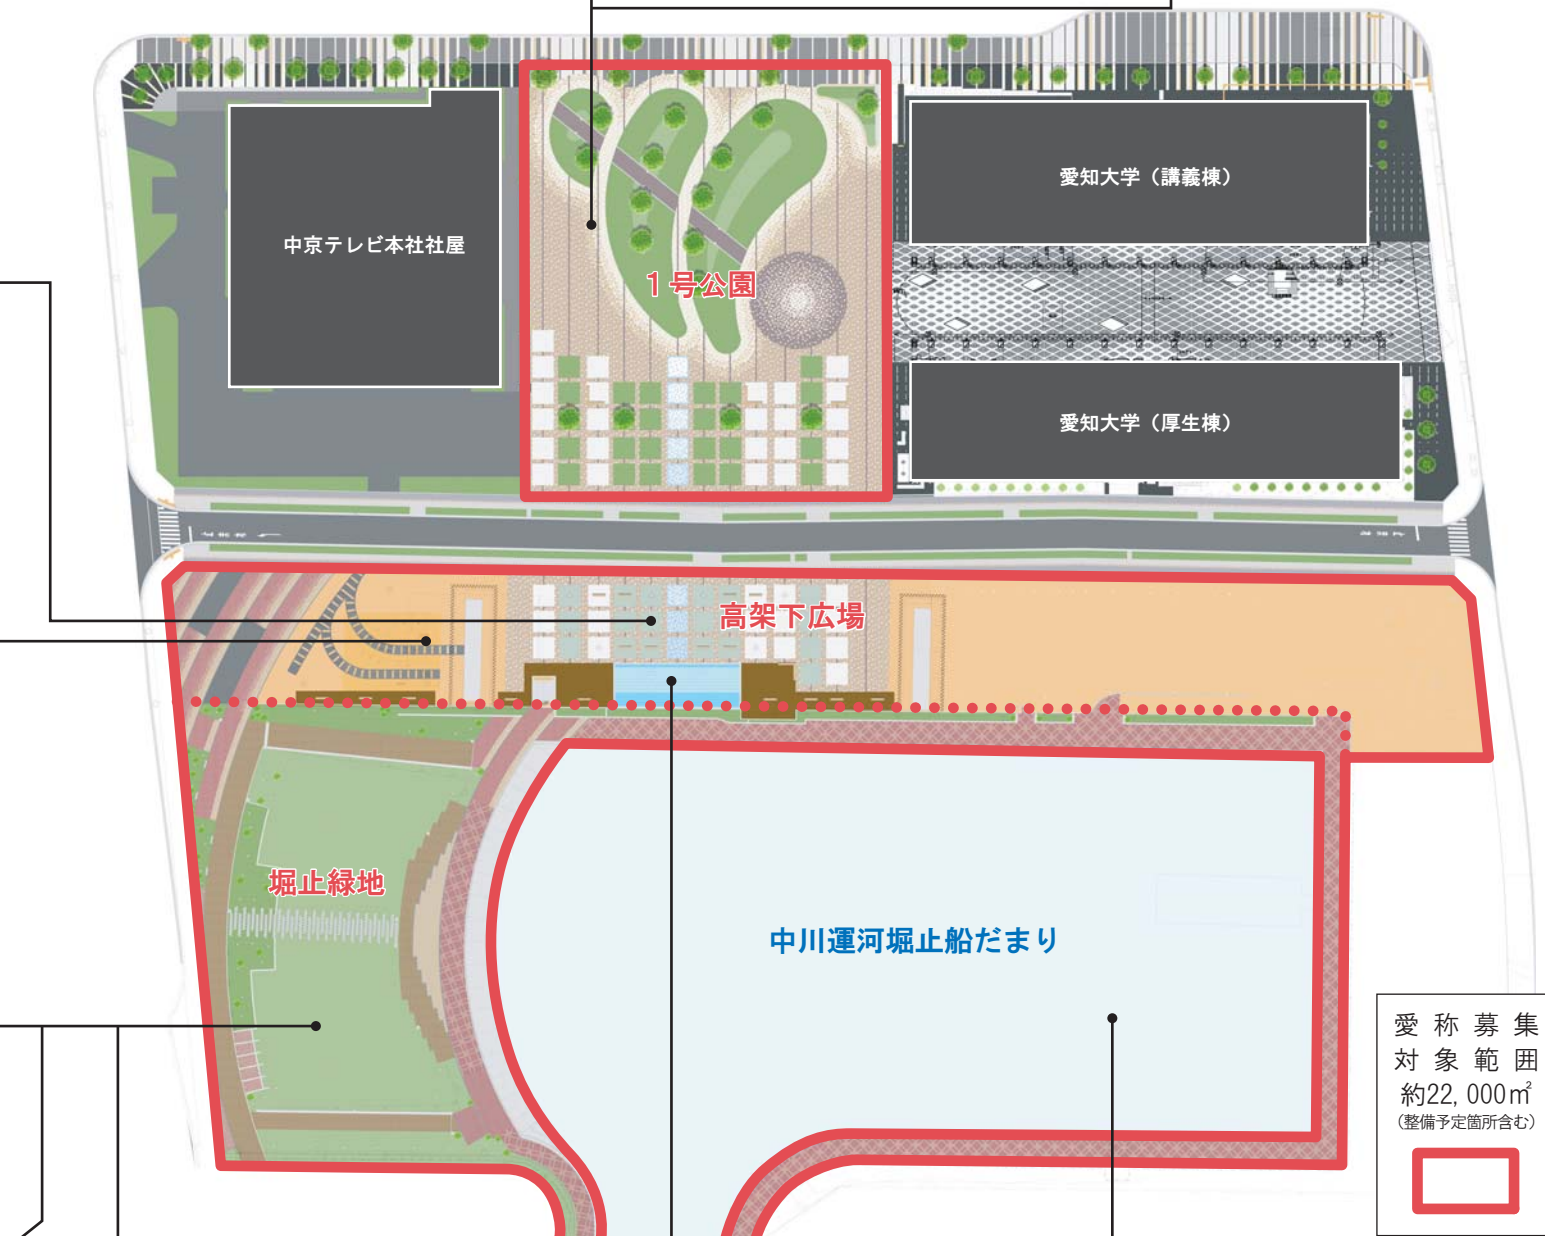 中京テレビ本社社屋
1号公園
愛知大学（講義棟）
愛知大学（厚生棟）
高架下広場
堀止緑地
中川運河堀止船だまり
愛称募集
対象範囲
約22,000㎡
（整備予定箇所含む）